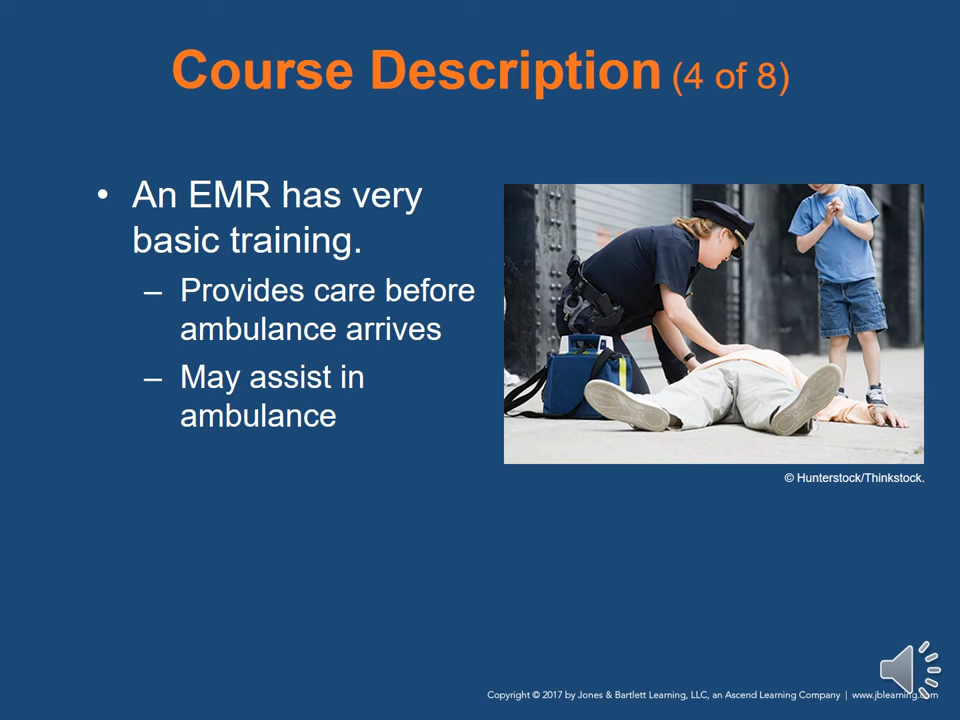 Course Description (4 of 8)
• An EMR has very
basic training.
– Provides care before
ambulance arrives
– May assist in
ambulance
© Hunterstock/Thinkstock.
Copyright © 2017 by Jones & Bartlett Learning, LLC, an Ascend Learning Company | www.jblearning.com